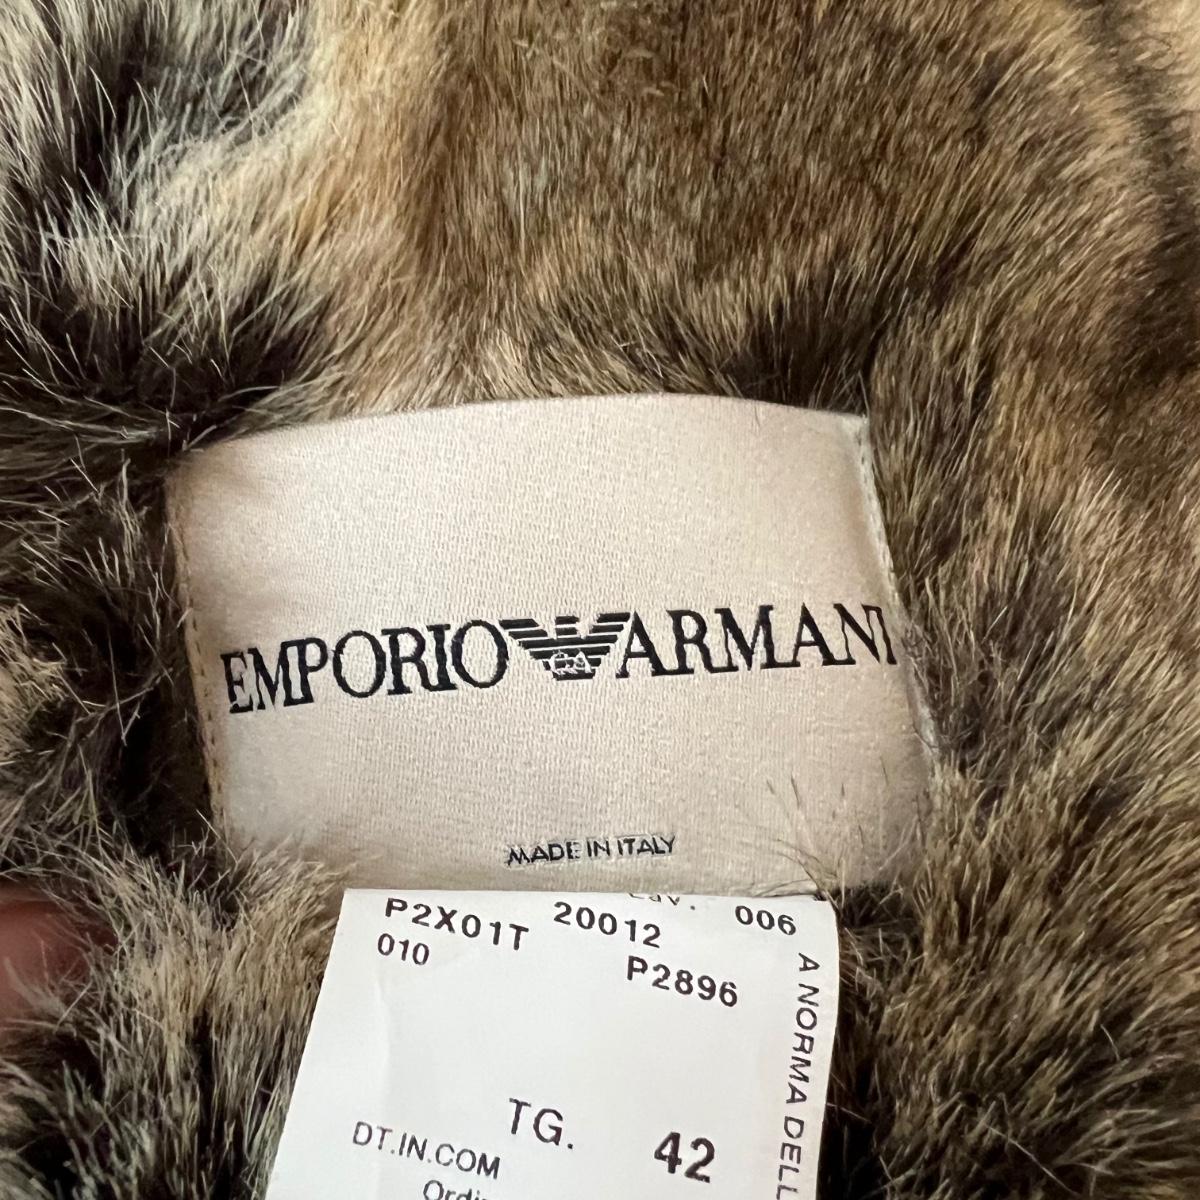 EMPORIO ARMANI
MADE IN ITALY
P2X01T 20012 006
010 P2896
TG. 42
DT.IN.COM
A NORMA DELL